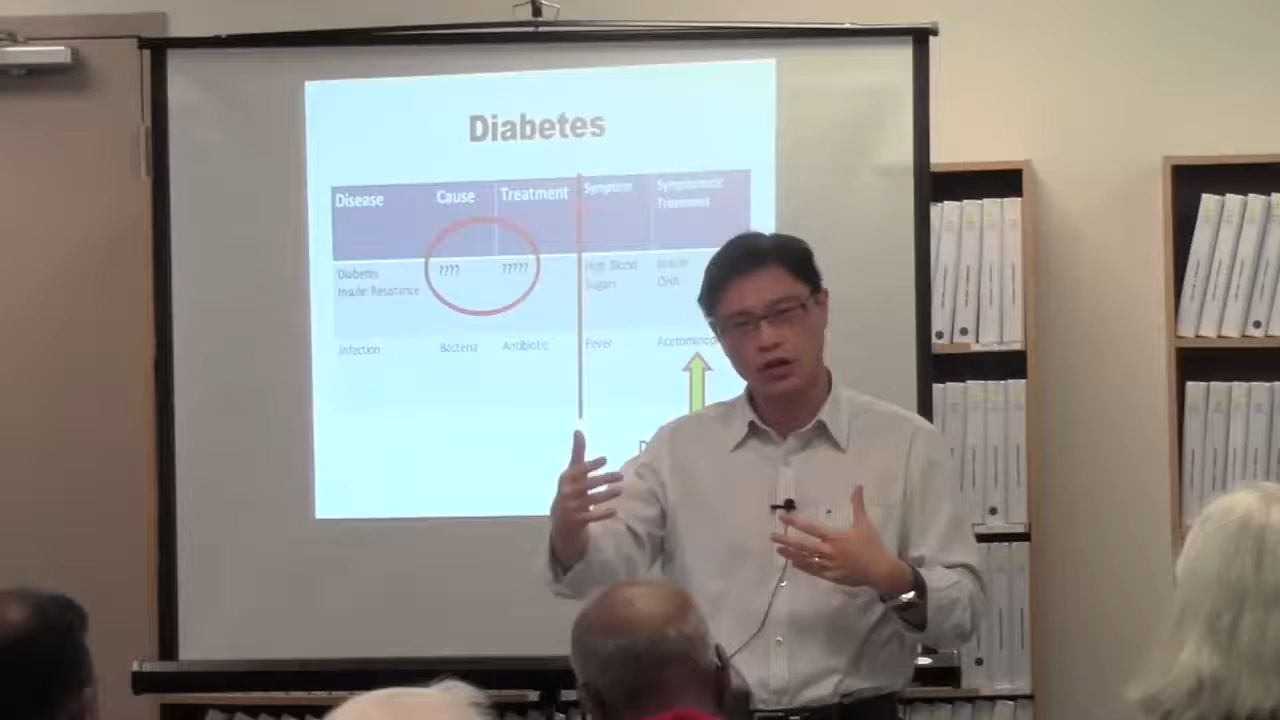 Diabetes
Disease Cause Treatment Symptom Symptomatic
Treatment
Diabetes ???? ????? High Blood Insulin
Insulin Resistance Sugars OHA
Infection Bacteria Antibiotic Fever Acetominop